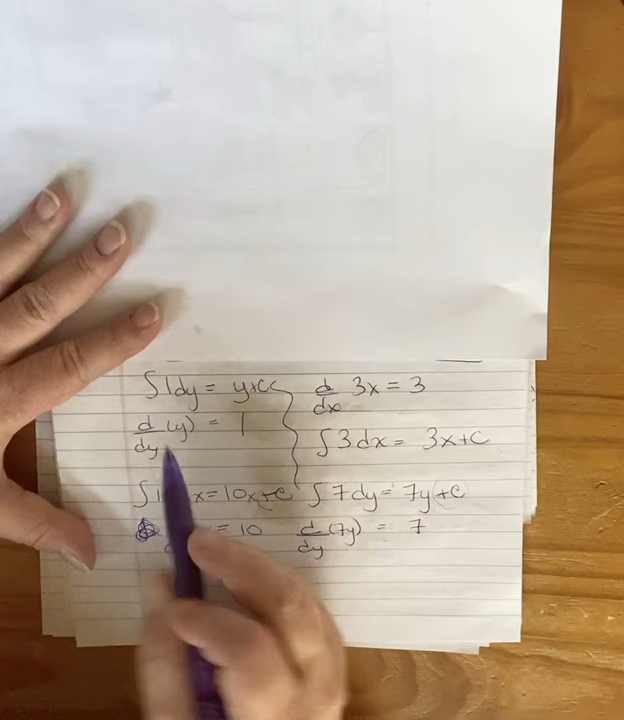 ∫1dy = y+c
d/dy (y) = 1
d/dx 3x = 3
∫3dx = 3x+c
x = 10x+c
= 10
∫7dy = 7y+c
d/dy (7y) = 7